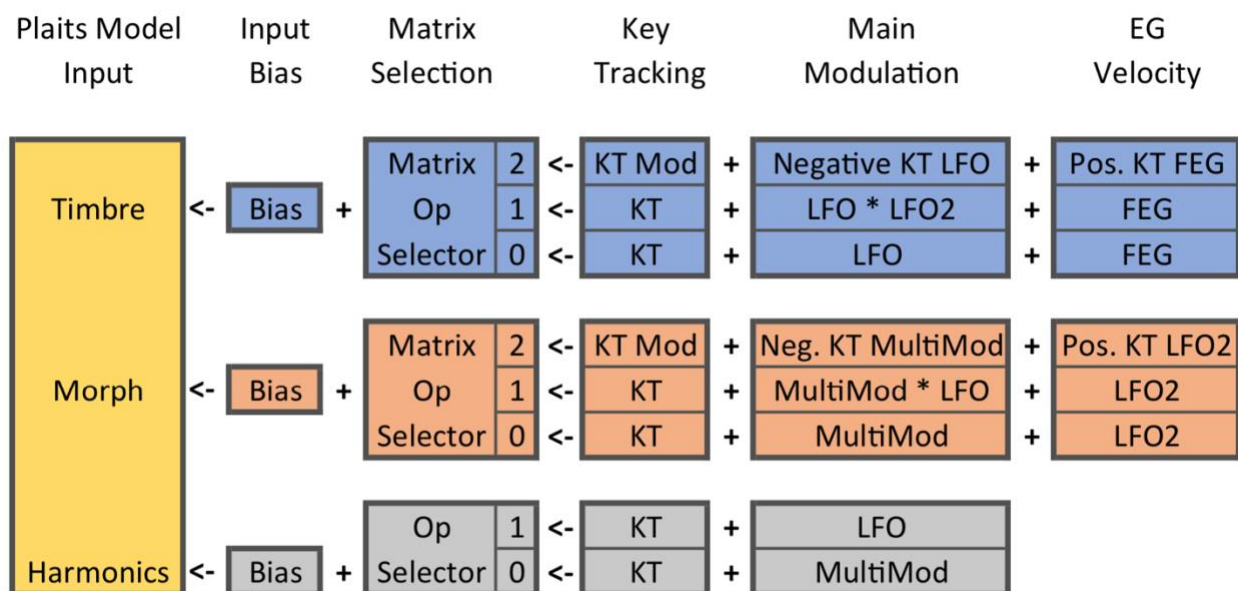 Plaits Model Input Matrix Key Main EG
Input Bias Selection Tracking Modulation Velocity
Matrix 2 <- KT Mod + Negative KT LFO + Pos. KT FEG
Timbre <- Bias + Op 1 <- KT + LFO * LFO2 + FEG
Selector 0 <- KT + LFO + FEG
Matrix 2 <- KT Mod + Neg. KT MultiMod + Pos. KT LFO2
Morph <- Bias + Op 1 <- KT + MultiMod * LFO + LFO2
Selector 0 <- KT + MultiMod + LFO2
Op 1 <- KT + LFO
Harmonics <- Bias + Selector 0 <- KT + MultiMod